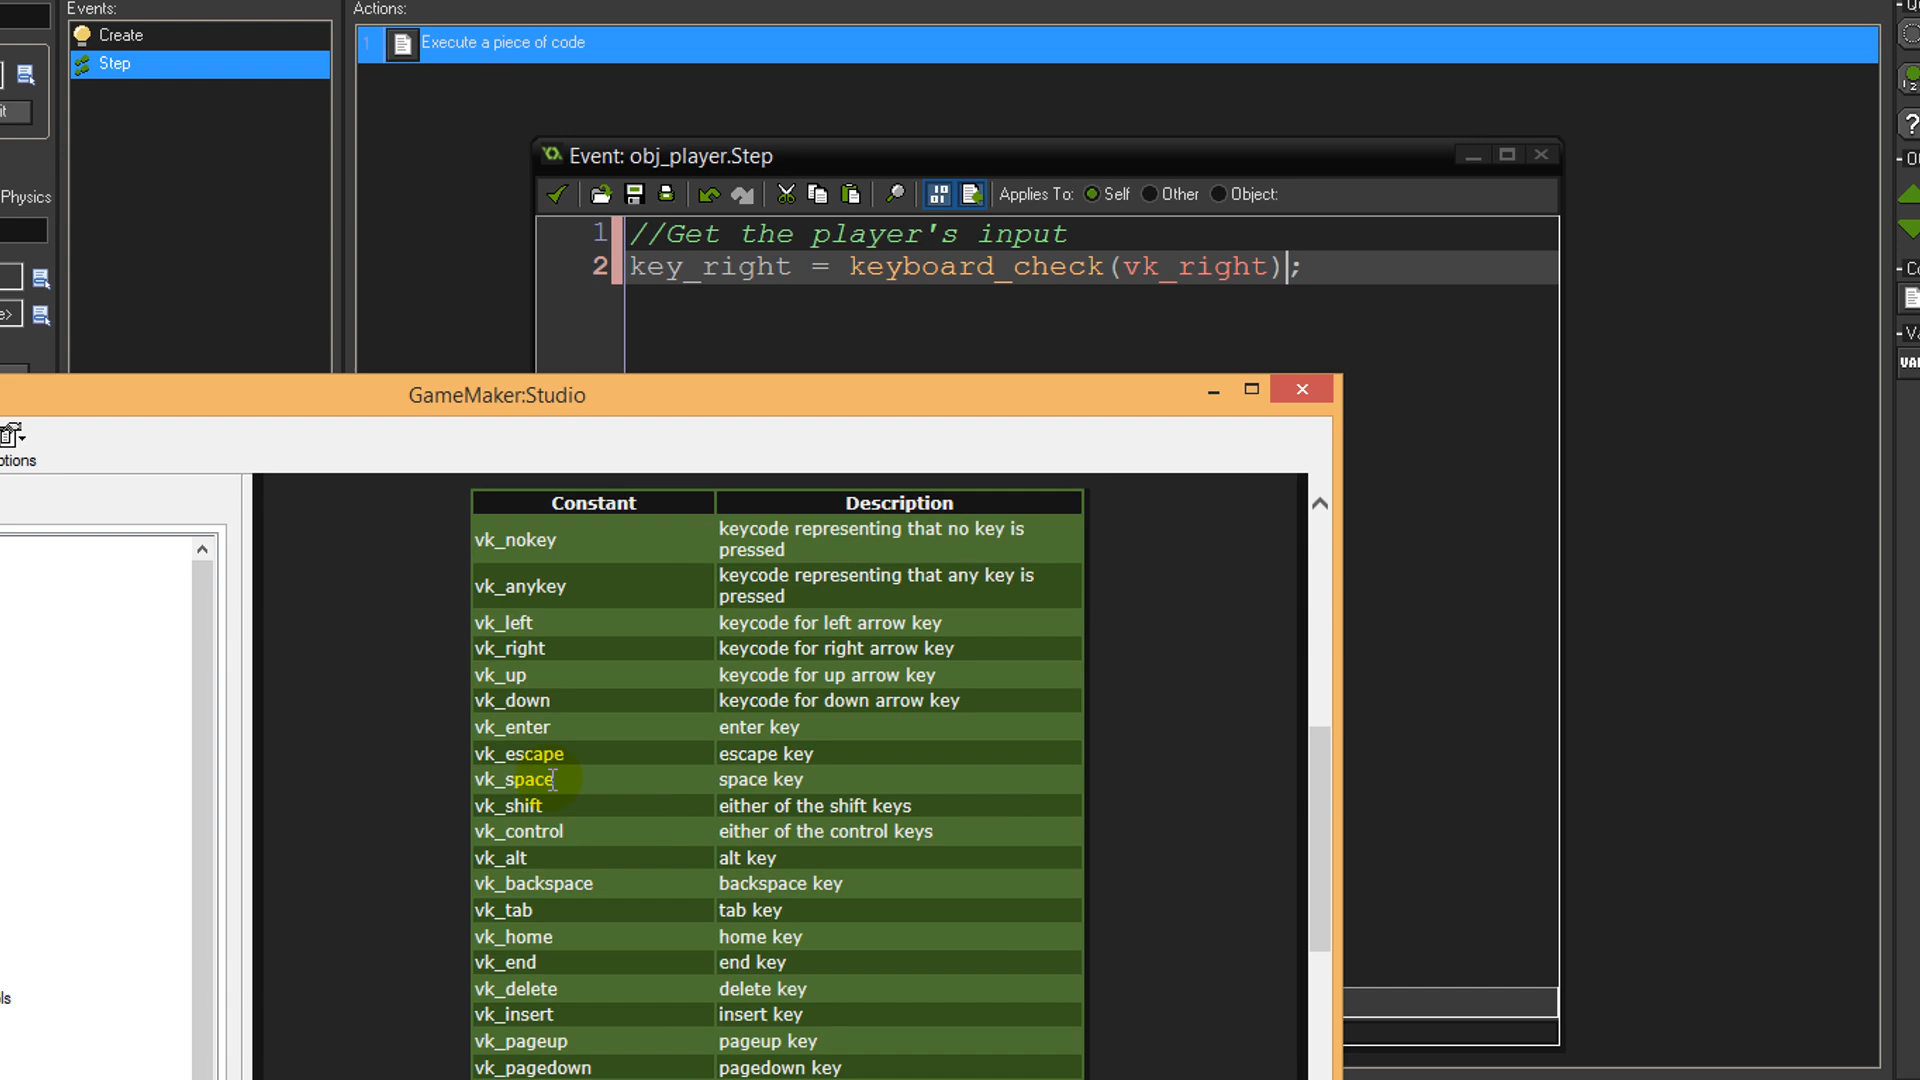 Events:
Actions:
Create
Step
1 Execute a piece of code
it
Physics
e>
Event: obj_player.Step
Applies To: Self Other Object:
1 //Get the player's input
2 key_right = keyboard_check(vk_right);
GameMaker:Studio
ptions
Constant Description
vk_nokey keycode representing that no key is
pressed
vk_anykey keycode representing that any key is
pressed
vk_left keycode for left arrow key
vk_right keycode for right arrow key
vk_up keycode for up arrow key
vk_down keycode for down arrow key
vk_enter enter key
vk_escape escape key
vk_space space key
vk_shift either of the shift keys
vk_control either of the control keys
vk_alt alt key
vk_backspace backspace key
vk_tab tab key
vk_home home key
vk_end end key
vk_delete delete key
vk_insert insert key
vk_pageup pageup key
vk_pagedown pagedown key
ls